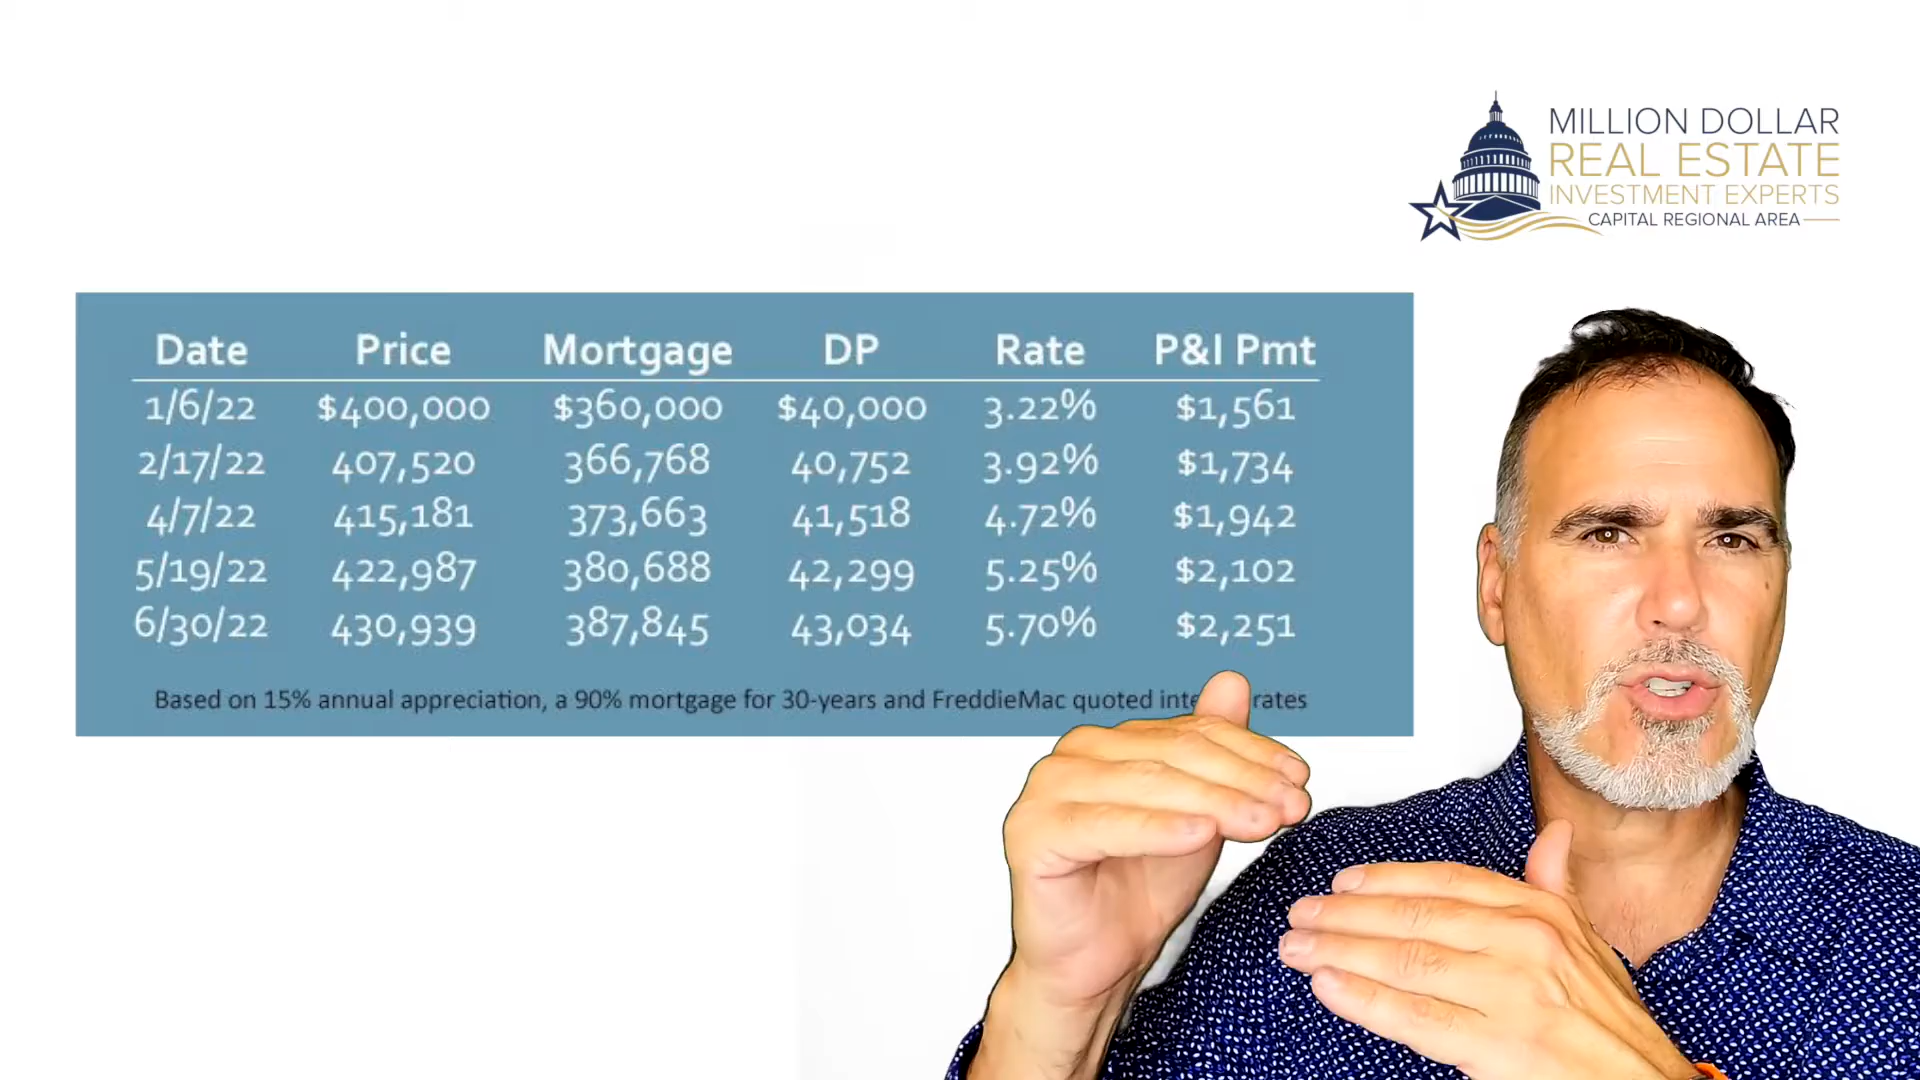 MILLION DOLLAR
REAL ESTATE
INVESTMENT EXPERTS
CAPITAL REGIONAL AREA
Date Price Mortgage DP Rate P&I Pmt
1/6/22 $400,000 $360,000 $40,000 3.22% $1,561
2/17/22 407,520 366,768 40,752 3.92% $1,734
4/7/22 415,181 373,663 41,518 4.72% $1,942
5/19/22 422,987 380,688 42,299 5.25% $2,102
6/30/22 430,939 387,845 43,034 5.70% $2,251
Based on 15% annual appreciation, a 90% mortgage for 30-years and FreddieMac quoted rates